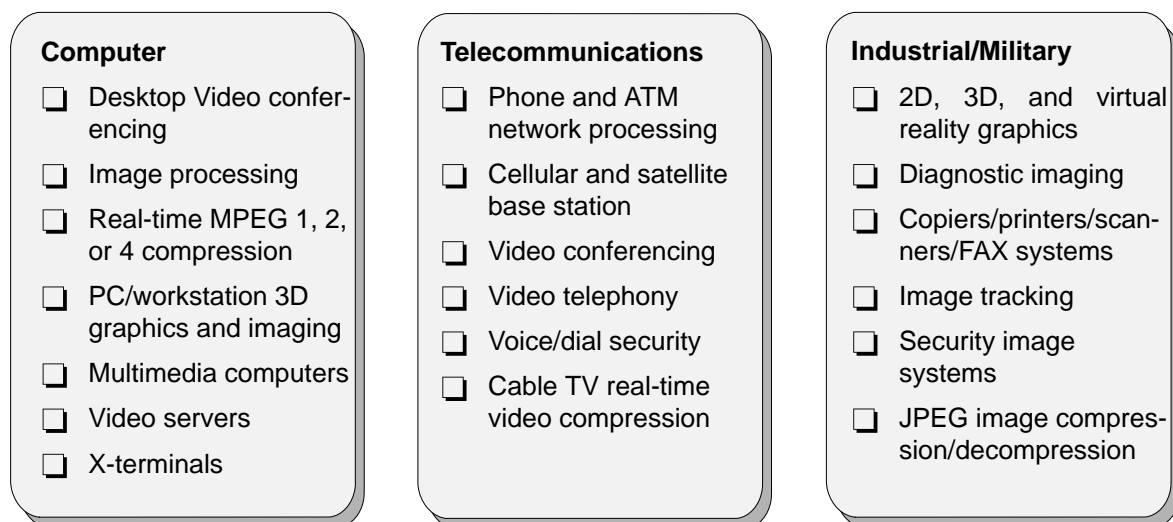 Computer
❏ Desktop Video confer-
encing
❏ Image processing
❏ Real-time MPEG 1, 2,
or 4 compression
❏ PC/workstation 3D
graphics and imaging
❏ Multimedia computers
❏ Video servers
❏ X-terminals
Telecommunications
❏ Phone and ATM
network processing
❏ Cellular and satellite
base station
❏ Video conferencing
❏ Video telephony
❏ Voice/dial security
❏ Cable TV real-time
video compression
Industrial/Military
❏ 2D, 3D, and virtual
reality graphics
❏ Diagnostic imaging
❏ Copiers/printers/scan-
ners/FAX systems
❏ Image tracking
❏ Security image
systems
❏ JPEG image compres-
sion/decompression